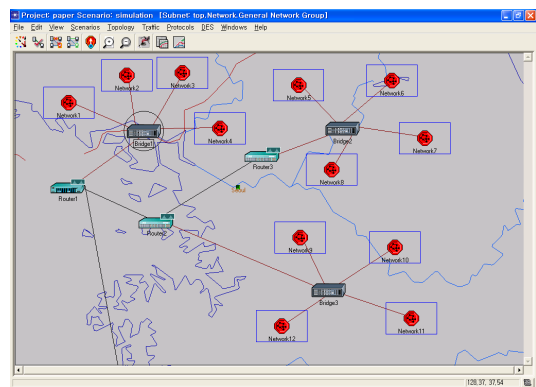 Project: paper Scenario: simulation [Subnet: top.Network.General Network Group]
File Edit View Scenarios Topology Traffic Protocols DES Windows Help
Network2
Network3
Network1
Bridge1
Network4
Network5
Network6
Bridge2
Network7
Router3
Network8
Router1
Router2
Network9
Network10
Bridge3
Network12
Network11
128.37, 37.54